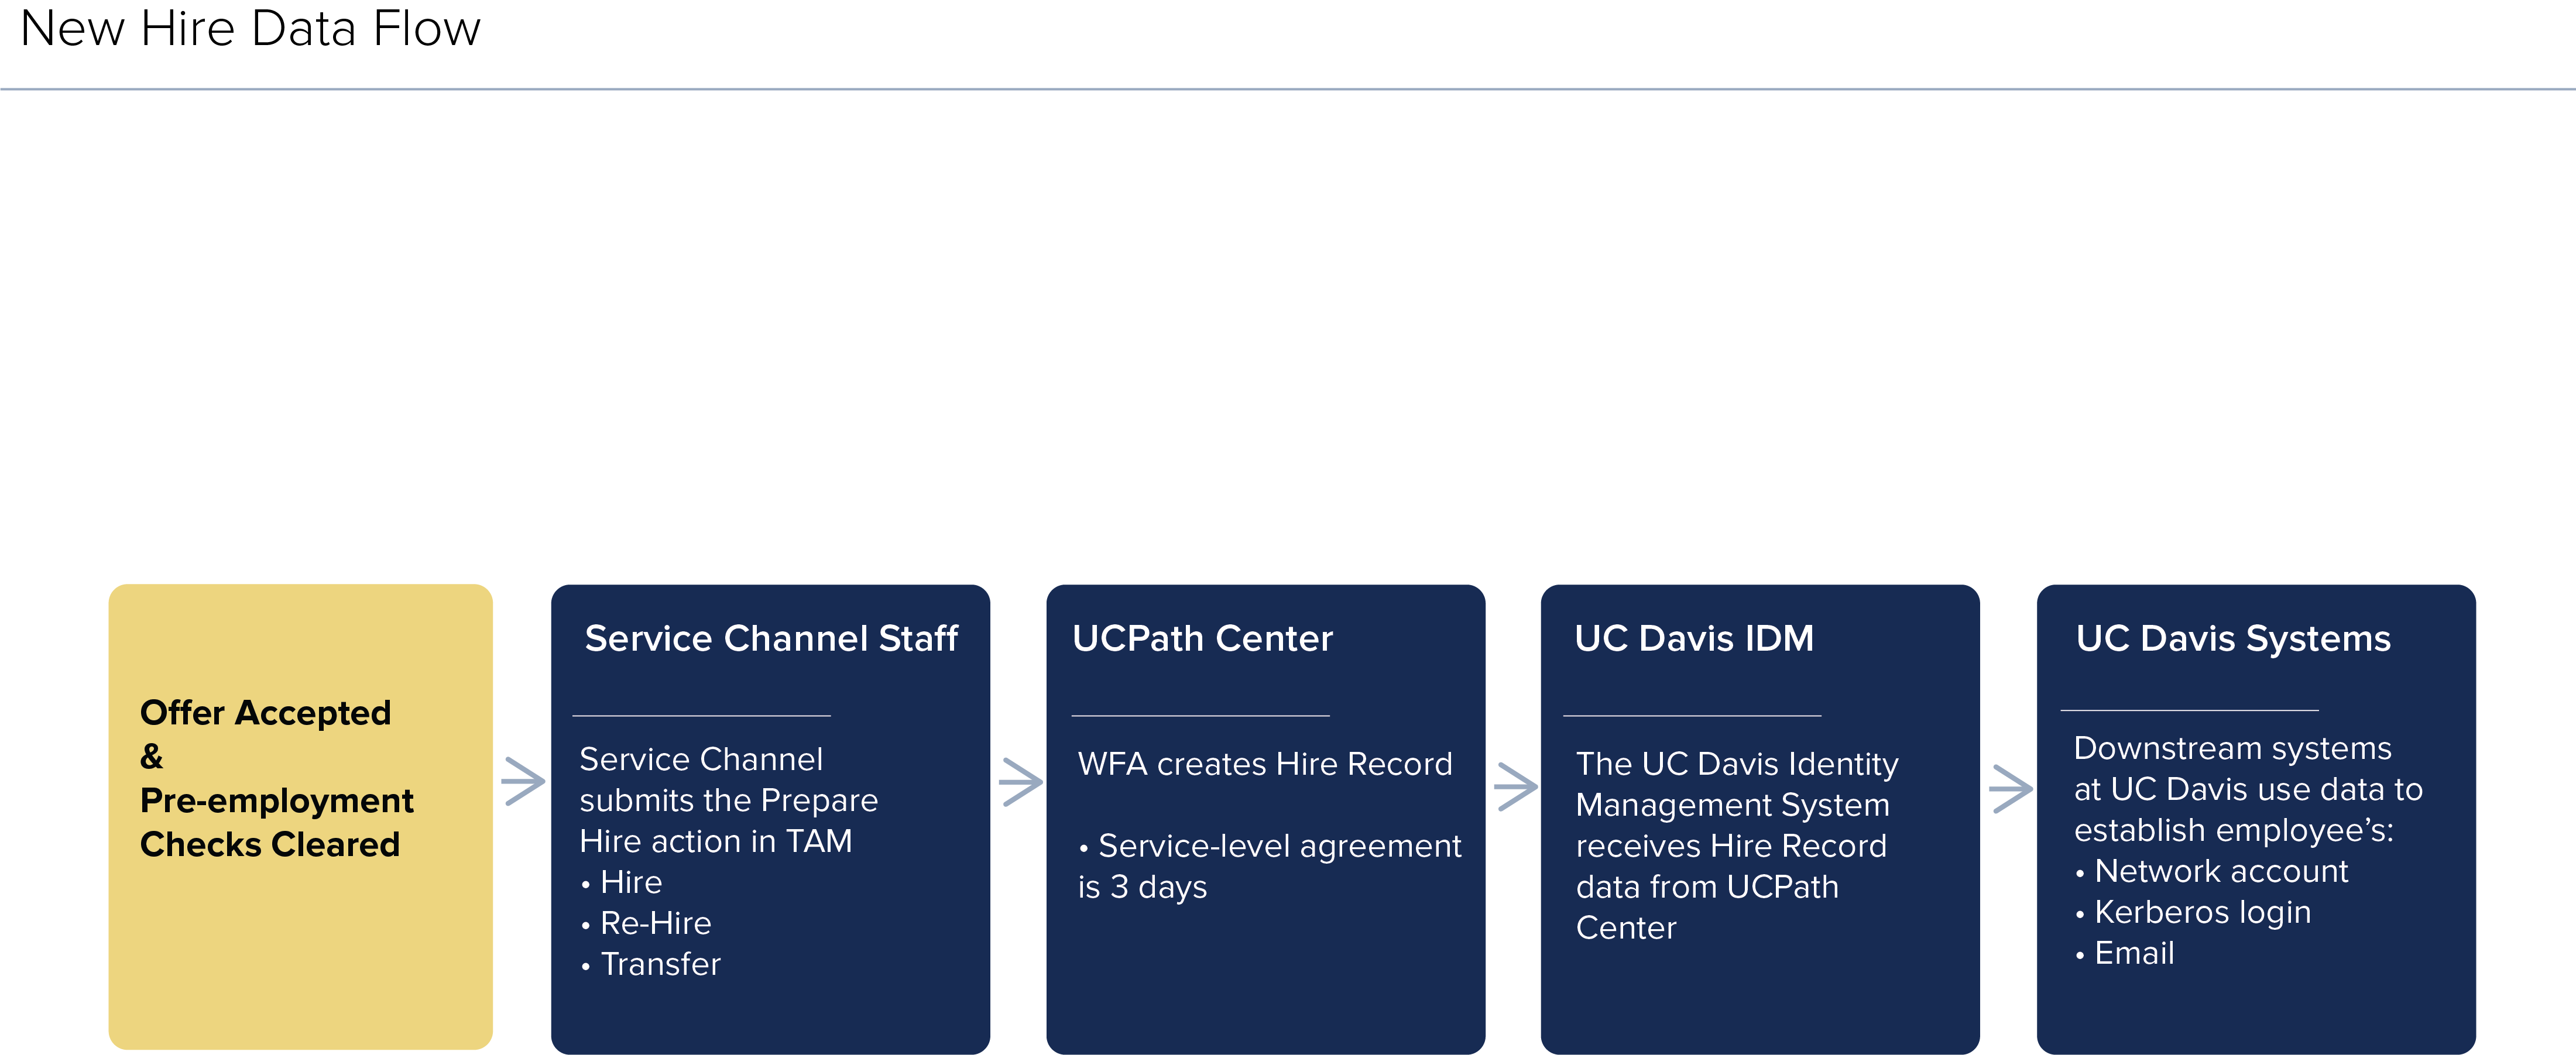 New Hire Data Flow
Offer Accepted
&
Pre-employment
Checks Cleared
Service Channel Staff
Service Channel
submits the Prepare
Hire action in TAM
• Hire
• Re-Hire
• Transfer
UCPath Center
WFA creates Hire Record
• Service-level agreement
is 3 days
UC Davis IDM
The UC Davis Identity
Management System
receives Hire Record
data from UCPath
Center
UC Davis Systems
Downstream systems
at UC Davis use data to
establish employee’s:
• Network account
• Kerberos login
• Email